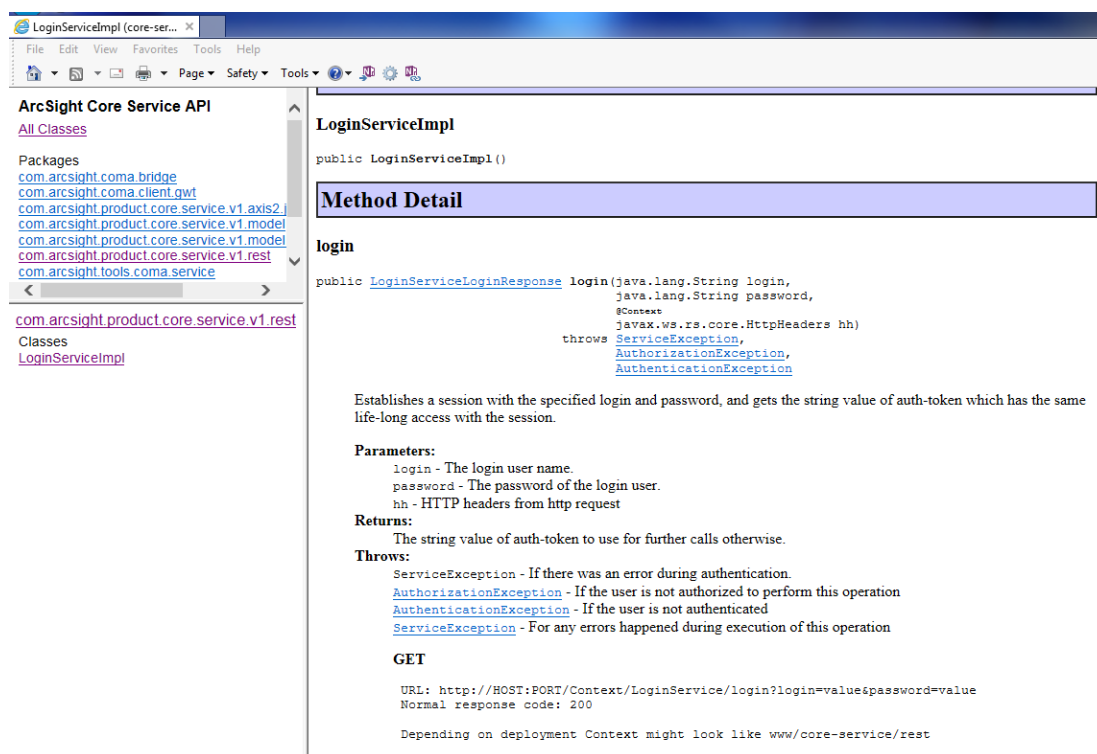 LoginServiceImpl (core-ser... ×
File Edit View Favorites Tools Help
Page Safety Tools
ArcSight Core Service API
All Classes
Packages
com.arcsight.coma.bridge
com.arcsight.coma.client.gwt
com.arcsight.product.core.service.v1.axis2.j
com.arcsight.product.core.service.v1.model
com.arcsight.product.core.service.v1.model
com.arcsight.product.core.service.v1.rest
com.arcsight.tools.coma.service
com.arcsight.product.core.service.v1.rest
Classes
LoginServiceImpl
LoginServiceImpl
public LoginServiceImpl()
Method Detail
login
public LoginServiceLoginResponse login(java.lang.String login,
java.lang.String password,
@Context
javax.ws.rs.core.HttpHeaders hh)
throws ServiceException,
AuthorizationException,
AuthenticationException
Establishes a session with the specified login and password, and gets the string value of auth-token which has the same
life-long access with the session.
Parameters:
login - The login user name.
password - The password of the login user.
hh - HTTP headers from http request
Returns:
The string value of auth-token to use for further calls otherwise.
Throws:
ServiceException - If there was an error during authentication.
AuthorizationException - If the user is not authorized to perform this operation
AuthenticationException - If the user is not authenticated
ServiceException - For any errors happened during execution of this operation
GET
URL: http://HOST:PORT/Context/LoginService/login?login=value&password=value
Normal response code: 200
Depending on deployment Context might look like www/core-service/rest